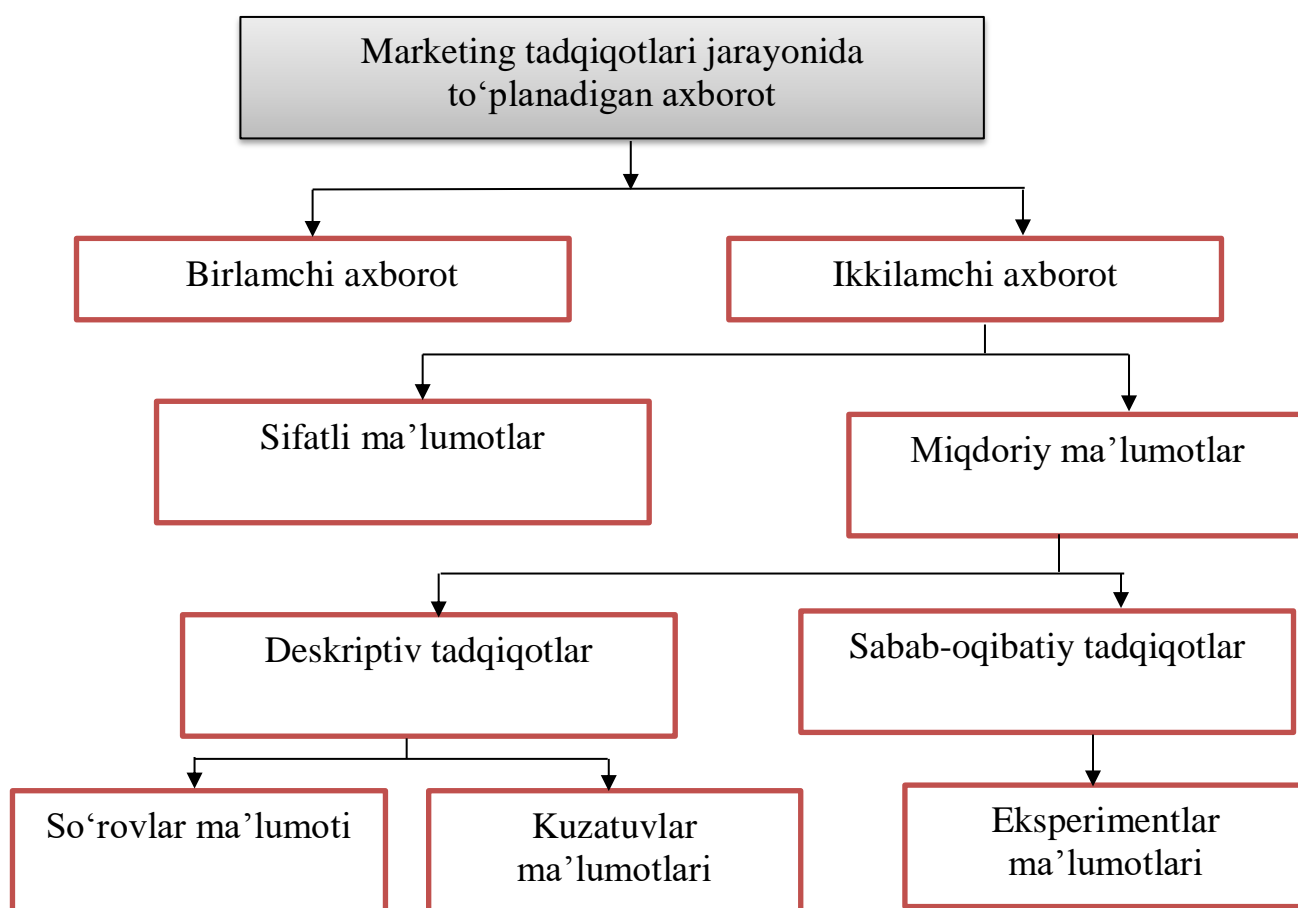 Marketing tadqiqotlari jarayonida
to‘planadigan axborot
Birlamchi axborot
Ikkilamchi axborot
Sifatli ma’lumotlar
Miqdoriy ma’lumotlar
Deskriptiv tadqiqotlar
Sabab-oqibatiy tadqiqotlar
So‘rovlar ma’lumoti
Kuzatuvlar
ma’lumotlari
Eksperimentlar
ma’lumotlari